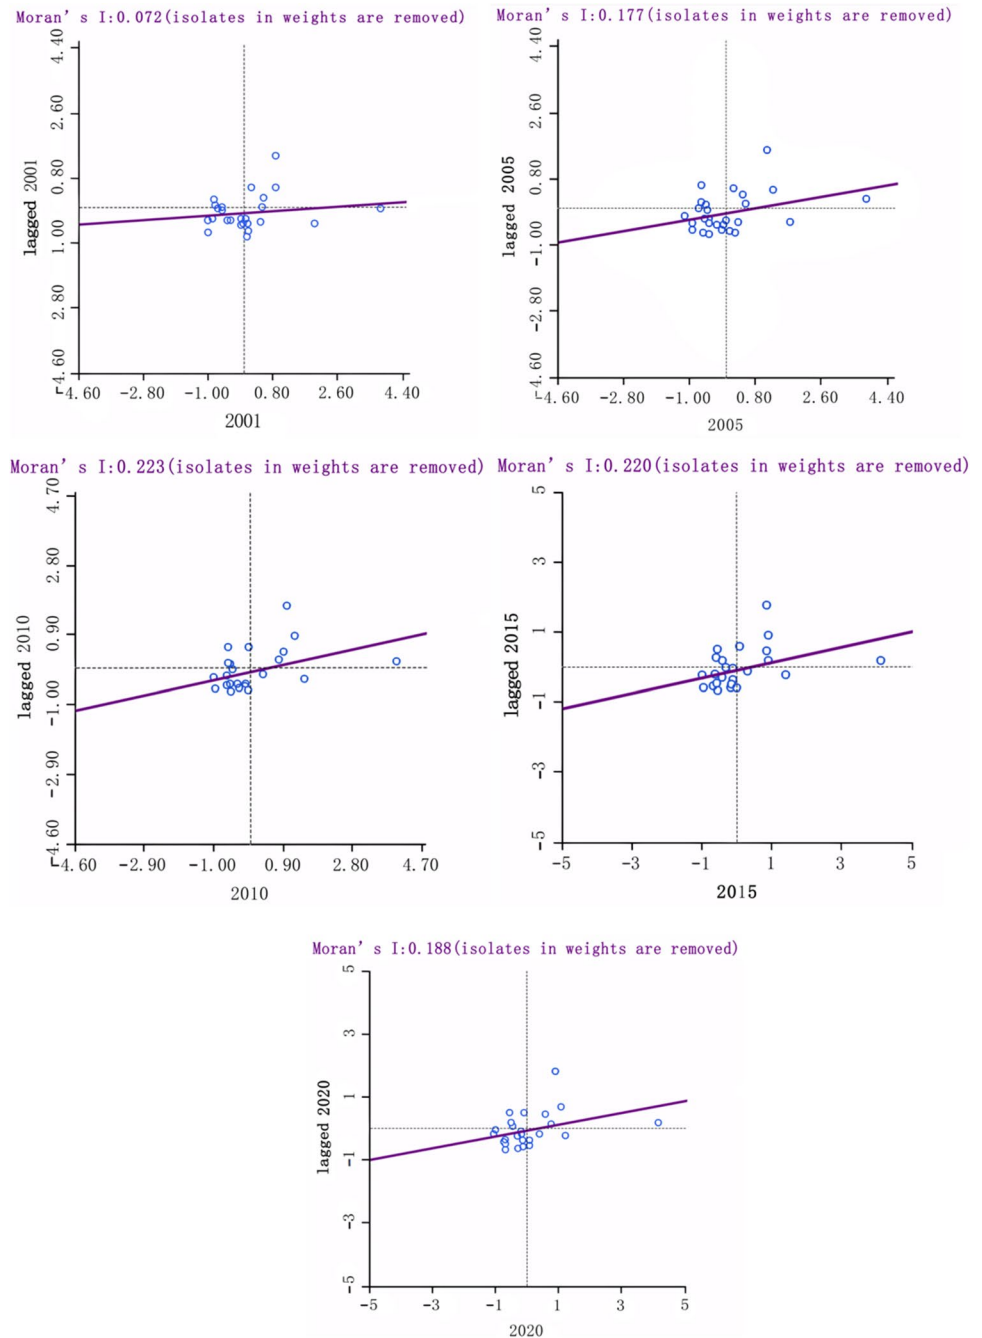 Moran’s I:0.072(isolates in weights are removed)
4.40
2.60
0.80
1.00
2.80
-4.60
lagged 2001
-4.60 -2.80 -1.00 0.80 2.60 4.40
2001
Moran’s I:0.177(isolates in weights are removed)
4.40
2.60
0.80
-1.00
-2.80
-4.60
lagged 2005
-4.60 -2.80 -1.00 0.80 2.60 4.40
2005
Moran’s I:0.223(isolates in weights are removed)
4.70
2.80
0.90
-1.00
-2.90
-4.60
lagged 2010
-4.60 -2.90 -1.00 0.90 2.80 4.70
2010
Moran’s I:0.220(isolates in weights are removed)
5
3
1
-1
-3
-5
lagged 2015
-5 -3 -1 1 3 5
2015
Moran’s I:0.188(isolates in weights are removed)
5
3
1
-1
-3
-5
lagged 2020
-5 -3 -1 1 3 5
2020